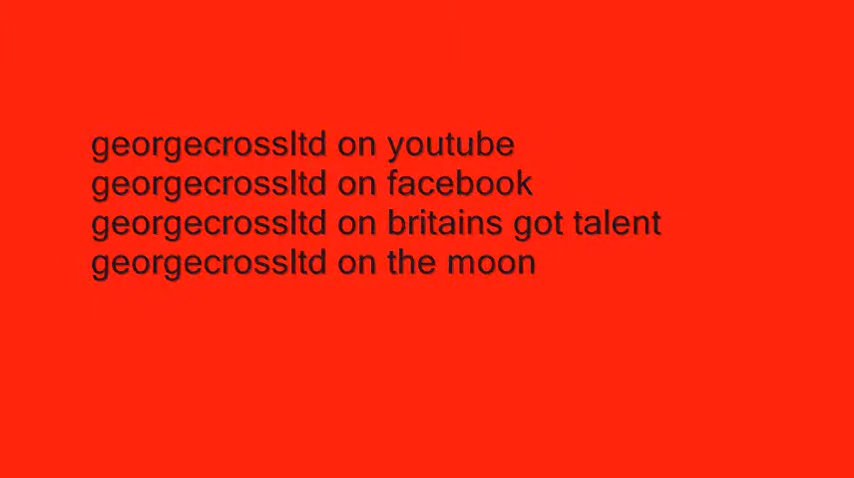 georgecrossltd on youtube
georgecrossltd on facebook
georgecrossltd on britains got talent
georgecrossltd on the moon